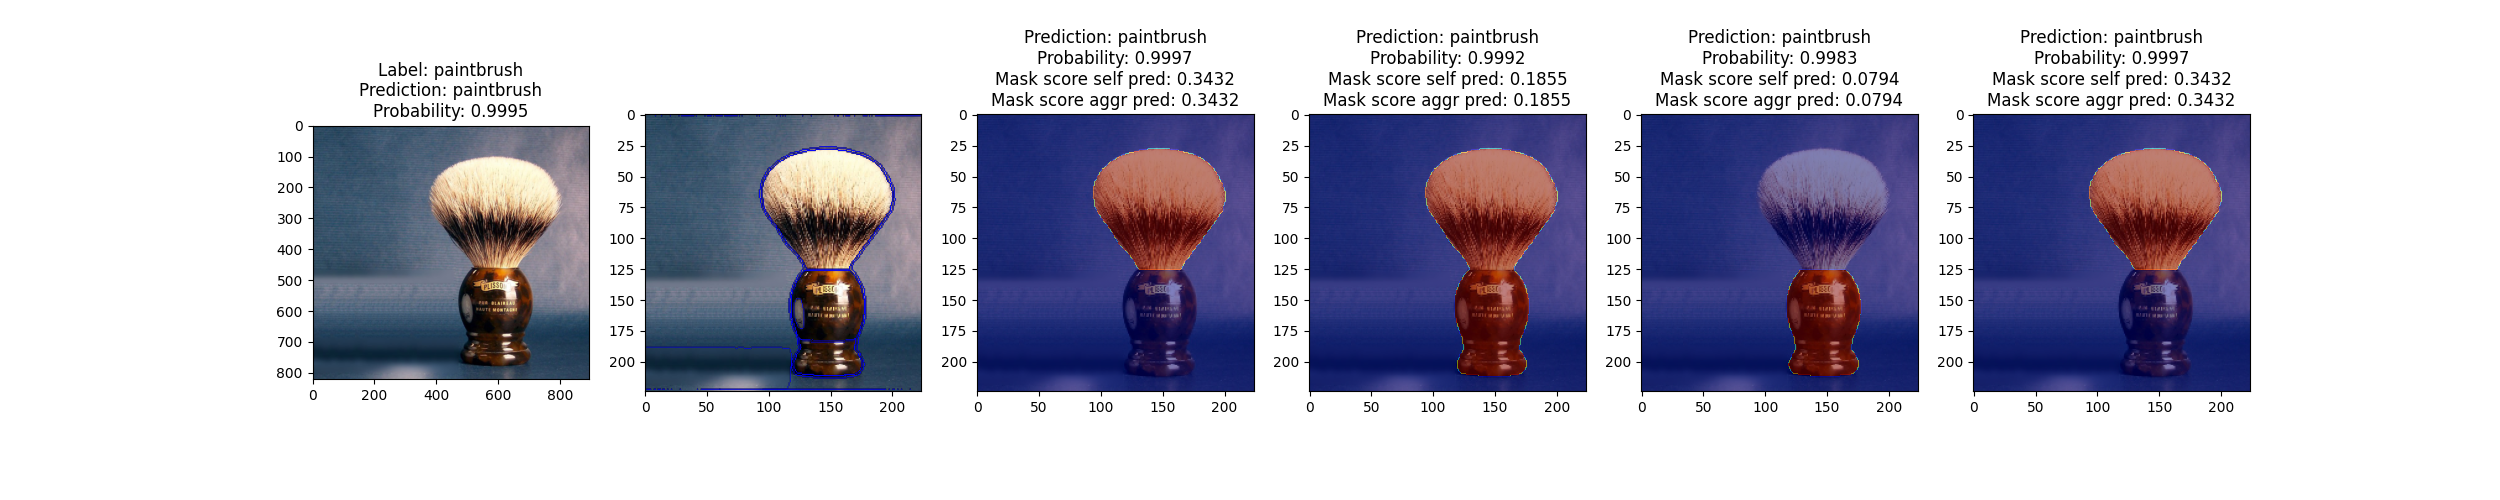 Label: paintbrush
Prediction: paintbrush
Probability: 0.9995
0
100
200
300
400
500
600
700
800
0 200 400 600 800
PLISSON
PUR BLAIREAU
HAUTE MONTAGNE
0
25
50
75
100
125
150
175
200
0 50 100 150 200
Prediction: paintbrush
Probability: 0.9997
Mask score self pred: 0.3432
Mask score aggr pred: 0.3432
0
25
50
75
100
125
150
175
200
0 50 100 150 200
Prediction: paintbrush
Probability: 0.9992
Mask score self pred: 0.1855
Mask score aggr pred: 0.1855
0
25
50
75
100
125
150
175
200
0 50 100 150 200
Prediction: paintbrush
Probability: 0.9983
Mask score self pred: 0.0794
Mask score aggr pred: 0.0794
0
25
50
75
100
125
150
175
200
0 50 100 150 200
Prediction: paintbrush
Probability: 0.9997
Mask score self pred: 0.3432
Mask score aggr pred: 0.3432
0
25
50
75
100
125
150
175
200
0 50 100 150 200